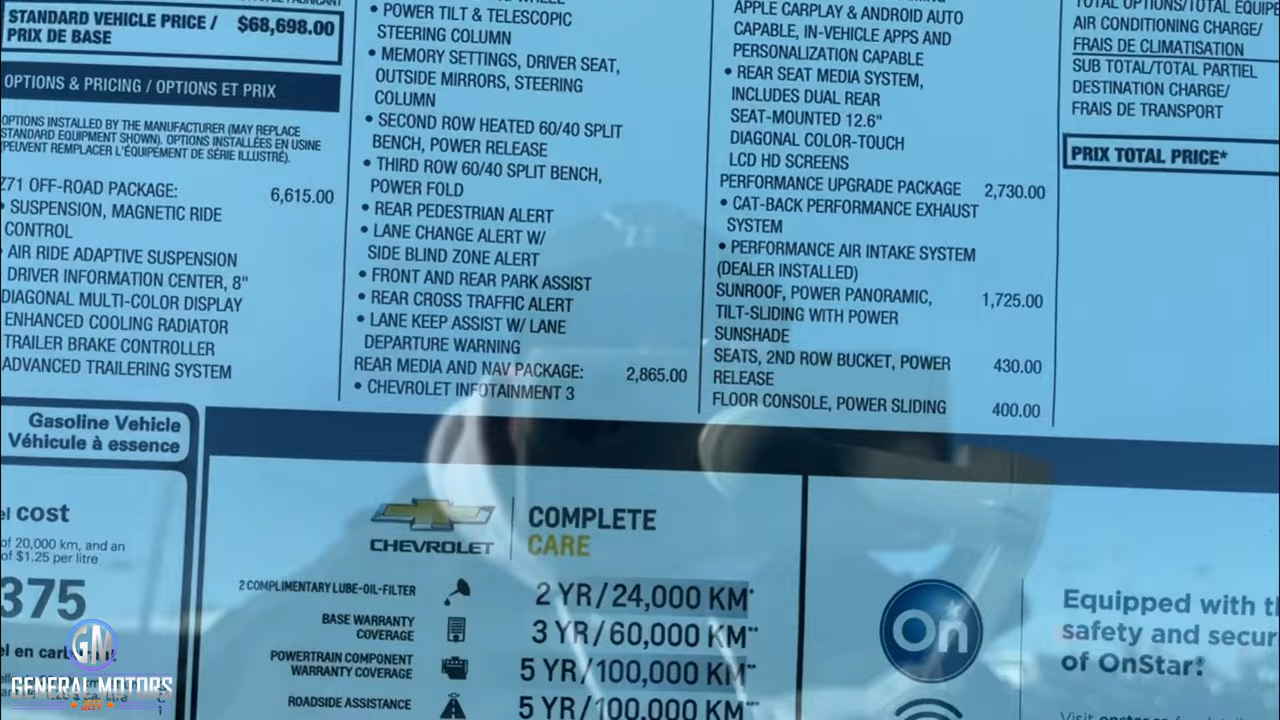 STANDARD VEHICLE PRICE / $68,698.00
PRIX DE BASE
OPTIONS & PRICING / OPTIONS ET PRIX
OPTIONS INSTALLED BY THE MANUFACTURER (MAY REPLACE
STANDARD EQUIPMENT SHOWN). OPTIONS INSTALLÉES EN USINE
(PEUVENT REMPLACER L'ÉQUIPEMENT DE SÉRIE ILLUSTRÉ).
Z71 OFF-ROAD PACKAGE: 6,615.00
• SUSPENSION, MAGNETIC RIDE
CONTROL
• AIR RIDE ADAPTIVE SUSPENSION
DRIVER INFORMATION CENTER, 8"
DIAGONAL MULTI-COLOR DISPLAY
ENHANCED COOLING RADIATOR
TRAILER BRAKE CONTROLLER
ADVANCED TRAILERING SYSTEM
• POWER TILT & TELESCOPIC
STEERING COLUMN
• MEMORY SETTINGS, DRIVER SEAT,
OUTSIDE MIRRORS, STEERING
COLUMN
• SECOND ROW HEATED 60/40 SPLIT
BENCH, POWER RELEASE
• THIRD ROW 60/40 SPLIT BENCH,
POWER FOLD
• REAR PEDESTRIAN ALERT
• LANE CHANGE ALERT W/
SIDE BLIND ZONE ALERT
• FRONT AND REAR PARK ASSIST
• REAR CROSS TRAFFIC ALERT
• LANE KEEP ASSIST W/ LANE
DEPARTURE WARNING
REAR MEDIA AND NAV PACKAGE: 2,865.00
• CHEVROLET INFOTAINMENT 3
APPLE CARPLAY & ANDROID AUTO
CAPABLE, IN-VEHICLE APPS AND
PERSONALIZATION CAPABLE
• REAR SEAT MEDIA SYSTEM,
INCLUDES DUAL REAR
SEAT-MOUNTED 12.6"
DIAGONAL COLOR-TOUCH
LCD HD SCREENS
PERFORMANCE UPGRADE PACKAGE 2,730.00
• CAT-BACK PERFORMANCE EXHAUST
SYSTEM
• PERFORMANCE AIR INTAKE SYSTEM
(DEALER INSTALLED)
SUNROOF, POWER PANORAMIC, 1,725.00
TILT-SLIDING WITH POWER
SUNSHADE
SEATS, 2ND ROW BUCKET, POWER 430.00
RELEASE
FLOOR CONSOLE, POWER SLIDING 400.00
TOTAL OPTIONS/TOTAL
AIR CONDITIONING CHARGE/
FRAIS DE CLIMATISATION
SUB TOTAL/TOTAL PARTIEL
DESTINATION CHARGE/
FRAIS DE TRANSPORT
PRIX TOTAL PRICE*
Gasoline Vehicle
Véhicule à essence
cost
of 20,000 km, and an
of $1.25 per litre
375
el en
CHEVROLET
COMPLETE
CARE
2 COMPLIMENTARY LUBE-OIL-FILTER 2 YR/24,000 KM*
BASE WARRANTY
COVERAGE 3 YR/60,000 KM**
POWERTRAIN COMPONENT
WARRANTY COVERAGE 5 YR/100,000 KM**
ROADSIDE ASSISTANCE 5 YR/100,000 KM
On
Equipped with
safety and
of OnStar!
Visit
GM
GENERAL MOTORS
JEFF